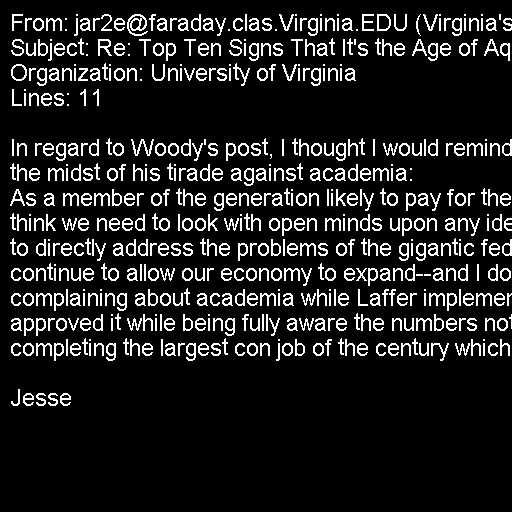 From: jar2e@faraday.clas.Virginia.EDU (Virginia's
Subject: Re: Top Ten Signs That It's the Age of Aq
Organization: University of Virginia
Lines: 11

In regard to Woody's post, I thought I would remind
the midst of his tirade against academia:
As a member of the generation likely to pay for the
think we need to look with open minds upon any ide
to directly address the problems of the gigantic fed
continue to allow our economy to expand--and I do
complaining about academia while Laffer implemen
approved it while being fully aware the numbers not
completing the largest con job of the century which

Jesse